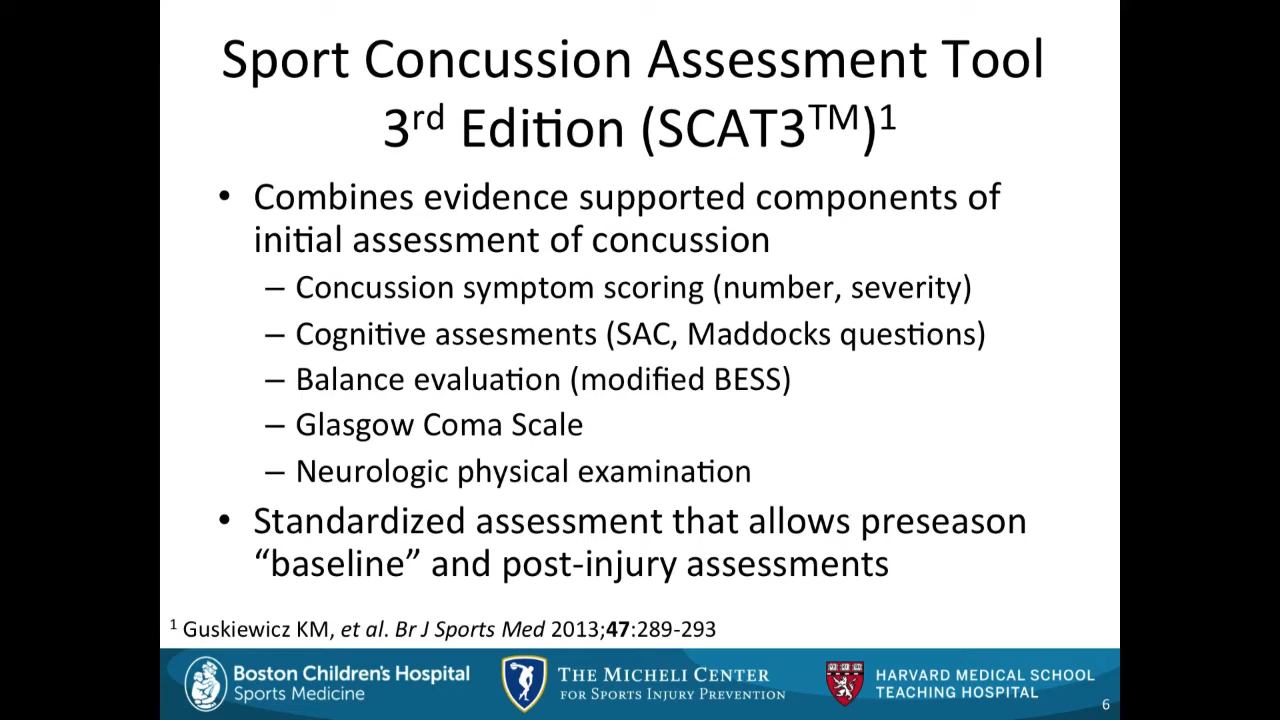 Sport Concussion Assessment Tool
3rd Edition (SCAT3TM)1
• Combines evidence supported components of
initial assessment of concussion
– Concussion symptom scoring (number, severity)
– Cognitive assesments (SAC, Maddocks questions)
– Balance evaluation (modified BESS)
– Glasgow Coma Scale
– Neurologic physical examination
• Standardized assessment that allows preseason
“baseline” and post-injury assessments
1 Guskiewicz KM, et al. Br J Sports Med 2013;47:289-293
Boston Children's Hospital
Sports Medicine
THE MICHELI CENTER
FOR SPORTS INJURY PREVENTION
HARVARD MEDICAL SCHOOL
TEACHING HOSPITAL
6